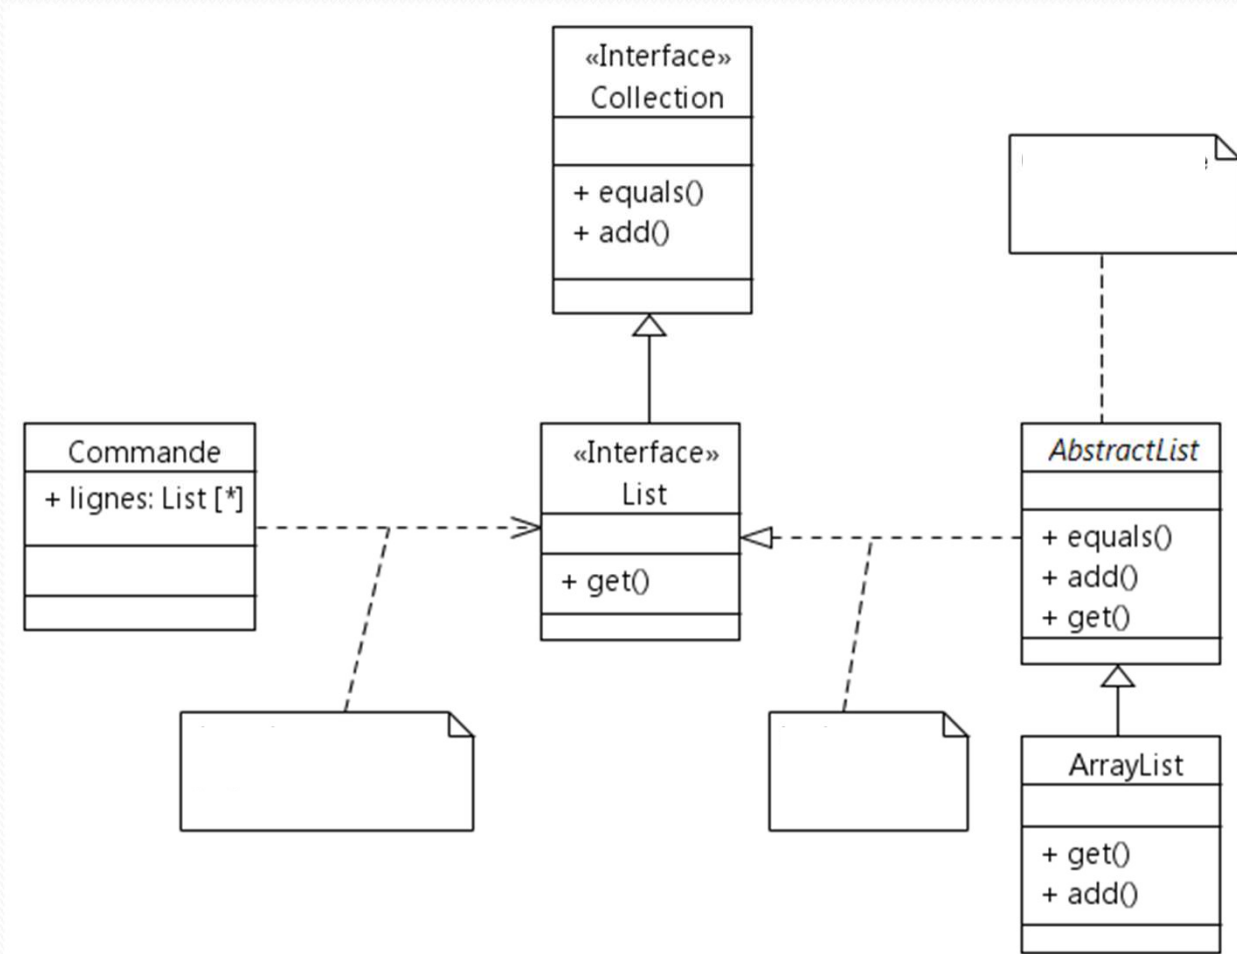 «Interface»
Collection
+ equals()
+ add()
Commande
+ lignes: List [*]
«Interface»
List
+ get()
AbstractList
+ equals()
+ add()
+ get()
ArrayList
+ get()
+ add()